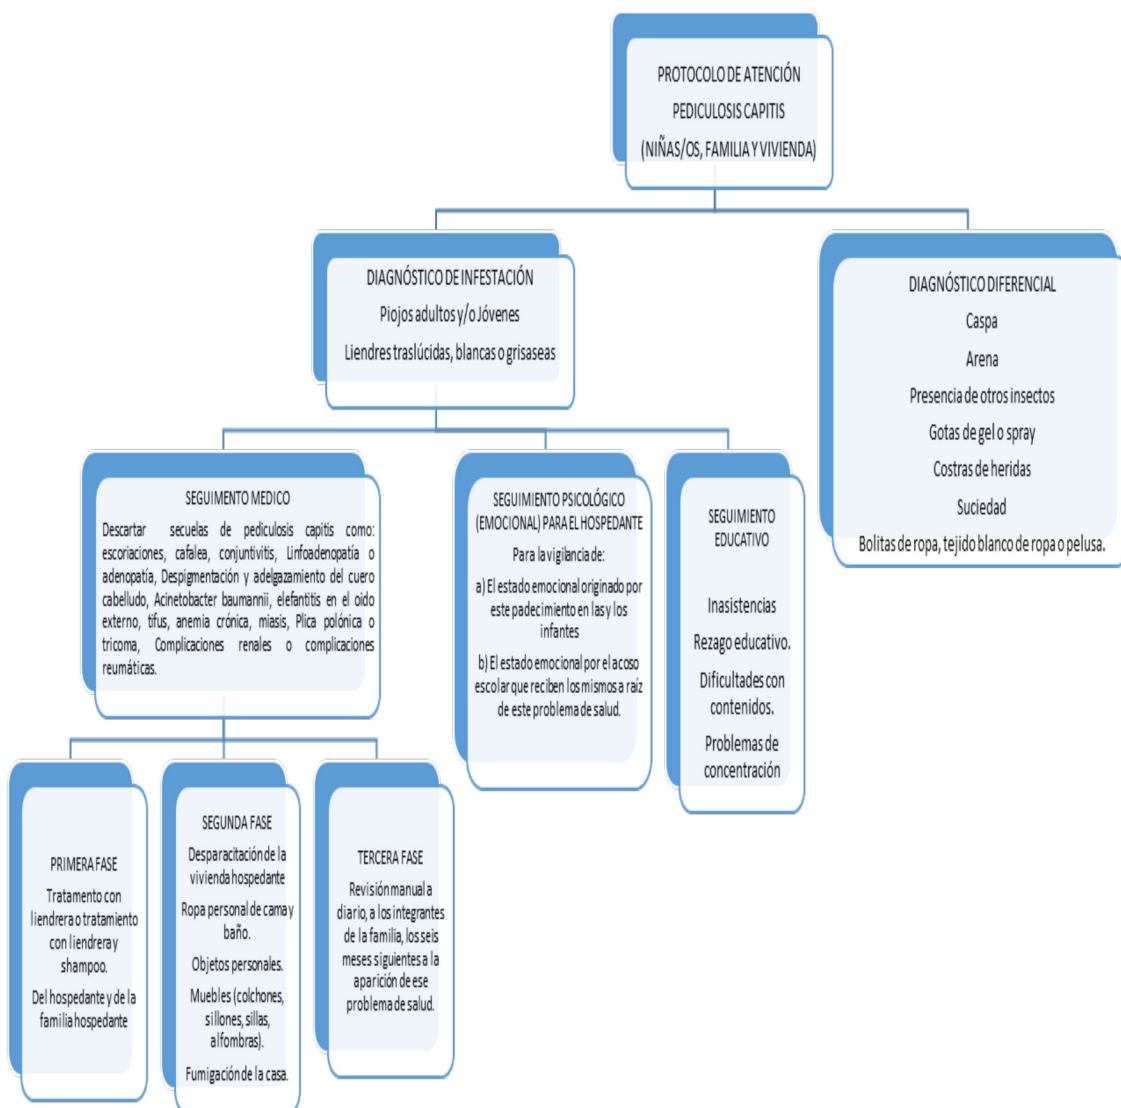 PROTOCOLO DE ATENCIÓN
PEDICULOSIS CAPITIS
(NIÑAS/OS, FAMILIA Y VIVIENDA)
DIAGNÓSTICO DE INFESTACIÓN
Piojos adultos y/o Jóvenes
Liendres traslúcidas, blancas o grisaseas
DIAGNÓSTICO DIFERENCIAL
Caspa
Arena
Presencia de otros insectos
Gotas de gel o spray
Costras de heridas
Suciedad
Bolitas de ropa, tejido blanco de ropa o pelusa.
SEGUIMENTO MEDICO
Descartar secuelas de pediculosis capitis como:
escoriaciones, cafalea, conjuntivitis, Linfoadenopatía o
adenopatía, Despigmentación y adelgazamiento del cuero
cabelludo, Acinetobacter baumannii, elefantitis en el oido
externo, tifus, anemia crónica, miasis, Plica polónica o
tricoma, Complicaciones renales o complicaciones
reumáticas.
SEGUIMIENTO PSICOLÓGICO
(EMOCIONAL) PARA EL HOSPEDANTE
Para la vigilancia de:
a) El estado emocional originado por
este padecimiento en las y los
infantes
b) El estado emocional por el acoso
escolar que reciben los mismos a raíz
de este problema de salud.
SEGUIMIENTO
EDUCATIVO
Inasistencias
Rezago educativo.
Dificultades con
contenidos.
Problemas de
concentración
PRIMERA FASE
Tratamento con
liendrera o tratamiento
con liendrera y
shampoo.
Del hospedante y de la
familia hospedante
SEGUNDA FASE
Desparacitación de la
vivienda hospedante
Ropa personal de cama y
baño.
Objetos personales.
Muebles (colchones,
sillones, sillas,
alfombras).
Fumigación de la casa.
TERCERA FASE
Revisión manual a
diario, a los integrantes
de la familia, los seis
meses siguientes a la
aparición de ese
problema de salud.